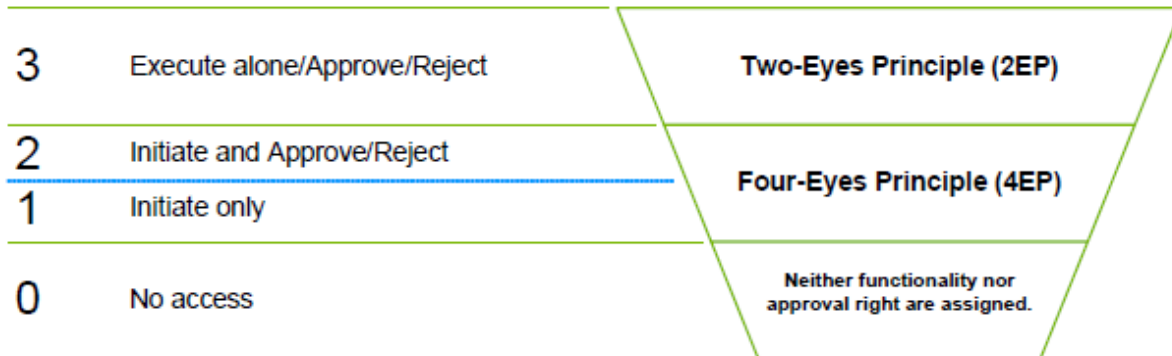 3 Execute alone/Approve/Reject Two-Eyes Principle (2EP)
2 Initiate and Approve/Reject
Four-Eyes Principle (4EP)
1 Initiate only
Neither functionality nor
0 No access approval right are assigned.